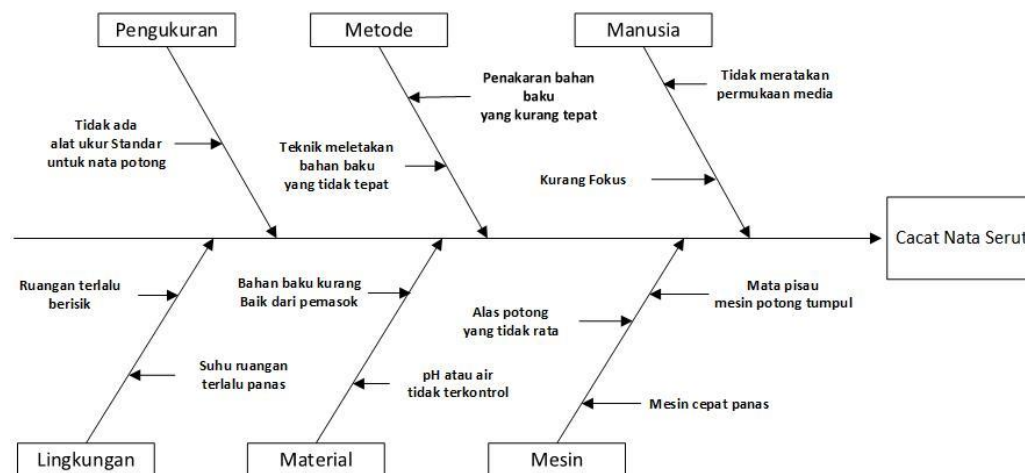 Pengukuran
Metode
Manusia
Tidak ada
alat ukur Standar
untuk nata potong
Penakaran bahan
baku
yang kurang tepat
Teknik meletakan
bahan baku
yang tidak tepat
Tidak meratakan
permukaan media
Kurang Fokus
Cacat Nata Serut
Ruangan terlalu
berisik
Suhu ruangan
terlalu panas
Bahan baku kurang
Baik dari pemasok
pH atau air
tidak terkontrol
Alas potong
yang tidak rata
Mata pisau
mesin potong tumpul
Mesin cepat panas
Lingkungan
Material
Mesin